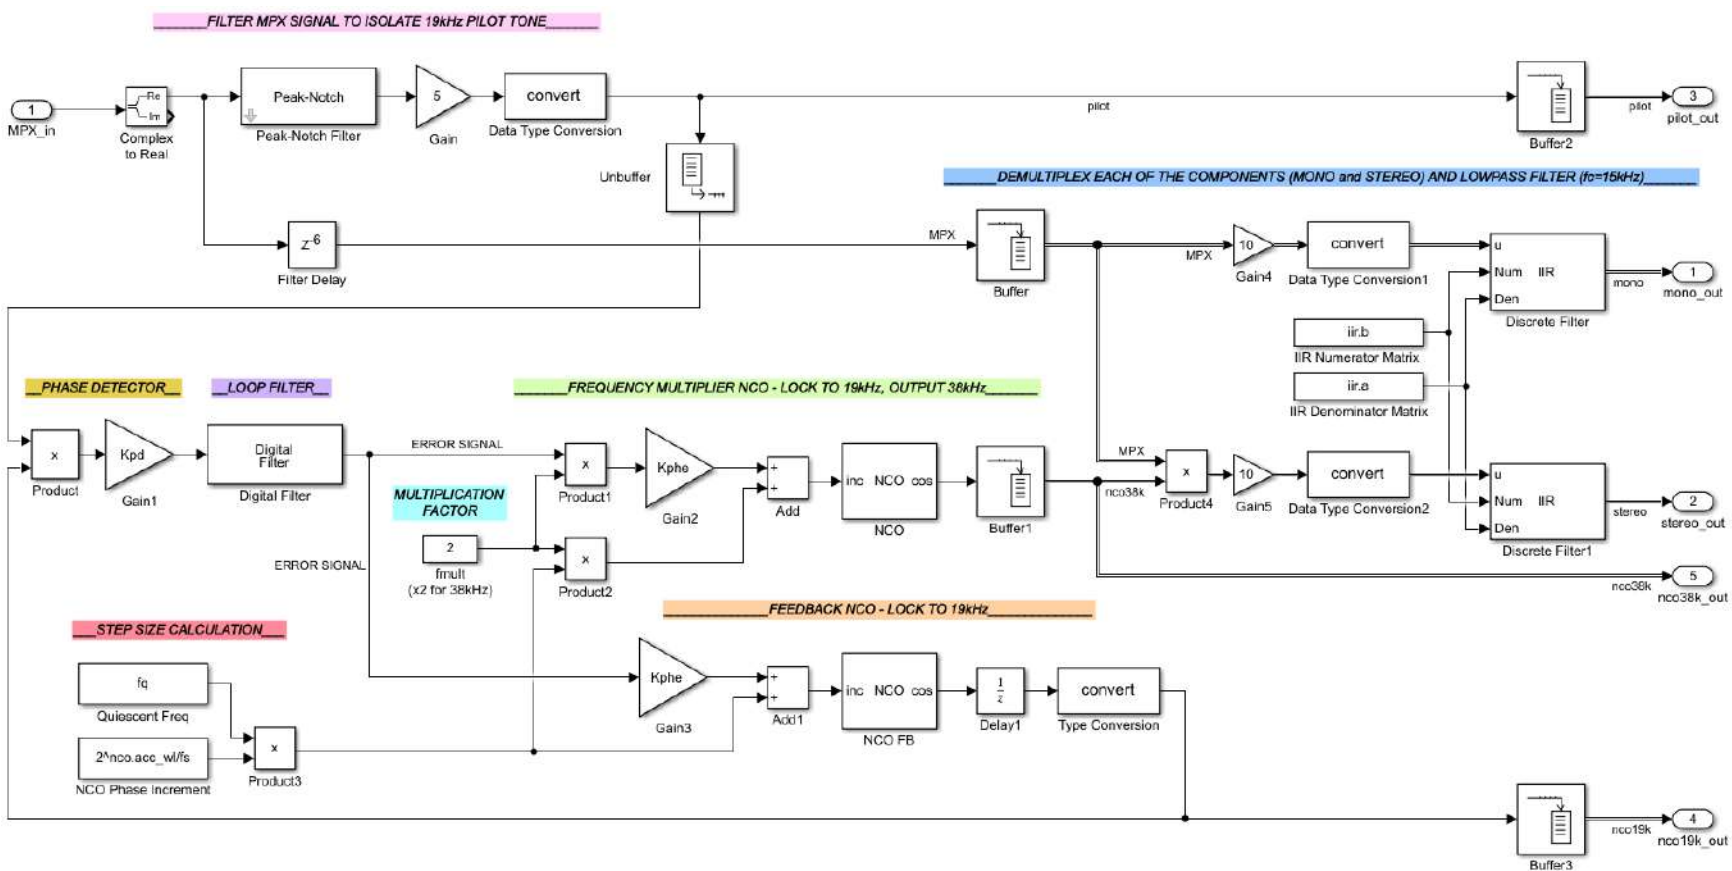 FILTER MPX SIGNAL TO ISOLATE 19kHz PILOT TONE
1
MPX_in
Re
Im
Complex
to Real
Peak-Notch
Peak-Notch Filter
5
Gain
convert
Data Type Conversion
pilot
Buffer2
pilot
3
pilot_out
Unbuffer
DEMULTIPLEX EACH OF THE COMPONENTS (MONO and STEREO) AND LOWPASS FILTER (fc=15kHz)
Z-6
Filter Delay
MPX
Buffer
MPX
10
Gain4
convert
Data Type Conversion1
u
Num
Den
IIR
Discrete Filter
mono
1
mono_out
iir.b
IIR Numerator Matrix
iir.a
IIR Denominator Matrix
__PHASE DETECTOR__
__LOOP FILTER__
FREQUENCY MULTIPLIER NCO - LOCK TO 19kHz, OUTPUT 38kHz
x
Product
Kpd
Gain1
Digital
Filter
Digital Filter
ERROR SIGNAL
MULTIPLICATION
FACTOR
2
fmult
(x2 for 38kHz)
x
Product1
Kphe
Gain2
+
+
Add
inc NCO cos
NCO
Buffer1
MPX
nco38k
x
Product4
10
Gain5
convert
Data Type Conversion2
u
Num
Den
IIR
Discrete Filter1
stereo
2
stereo_out
ERROR SIGNAL
x
Product2
nco38k
5
nco38k_out
FEEDBACK NCO - LOCK TO 19kHz
___STEP SIZE CALCULATION___
fq
Quiescent Freq
2^nco.acc_wl/fs
NCO Phase Increment
x
Product3
Kphe
Gain3
+
+
Add1
inc NCO cos
NCO FB
1
z
Delay1
convert
Type Conversion
Buffer3
nco19k
4
nco19k_out